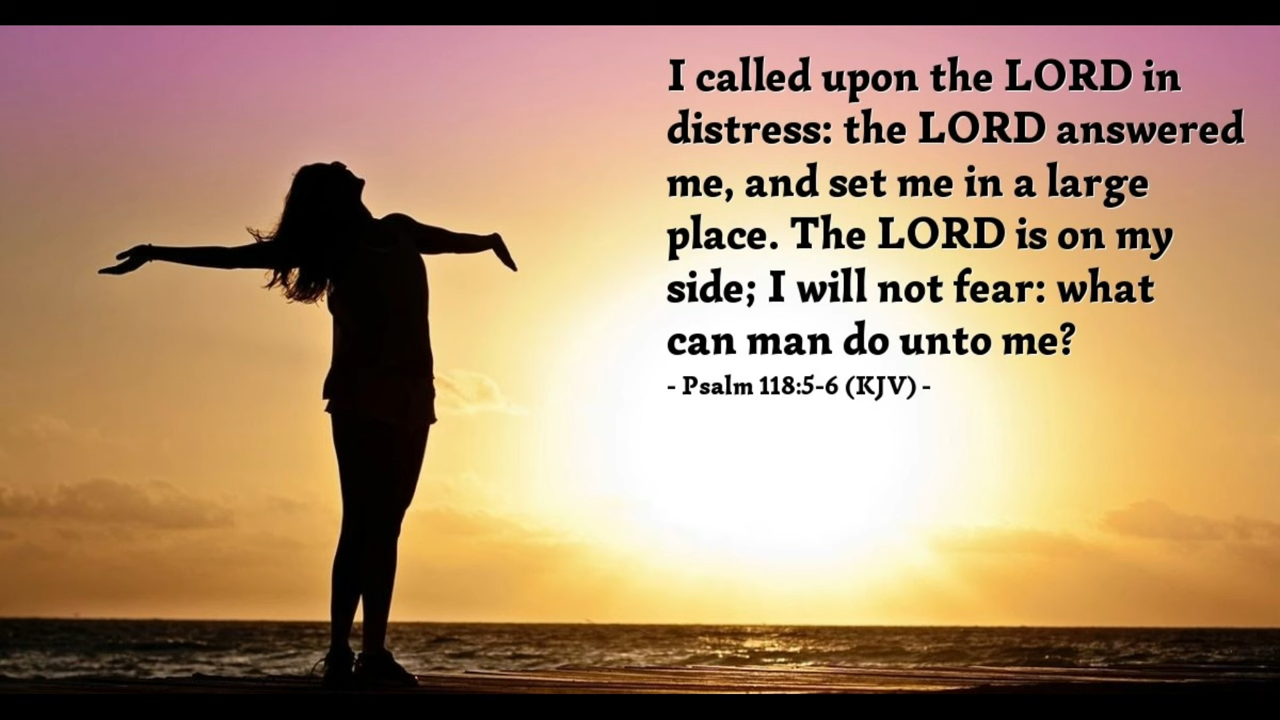 I called upon the LORD in
distress: the LORD answered
me, and set me in a large
place. The LORD is on my
side; I will not fear: what
can man do unto me?
- Psalm 118:5-6 (KJV) -